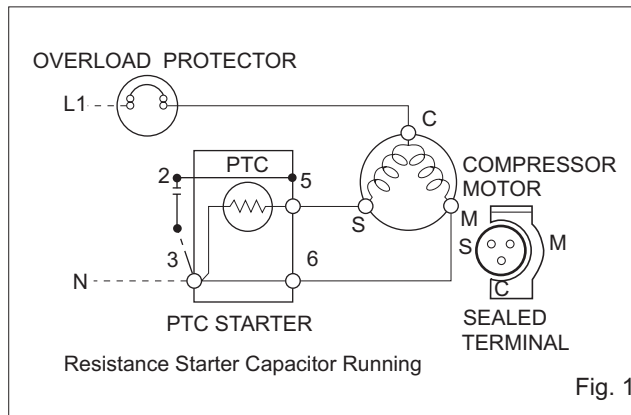 OVERLOAD PROTECTOR
L1
C
2
PTC
5
COMPRESSOR
MOTOR
S
M
S
M
3
6
N
C
PTC STARTER
SEALED
TERMINAL
Resistance Starter Capacitor Running
Fig. 1